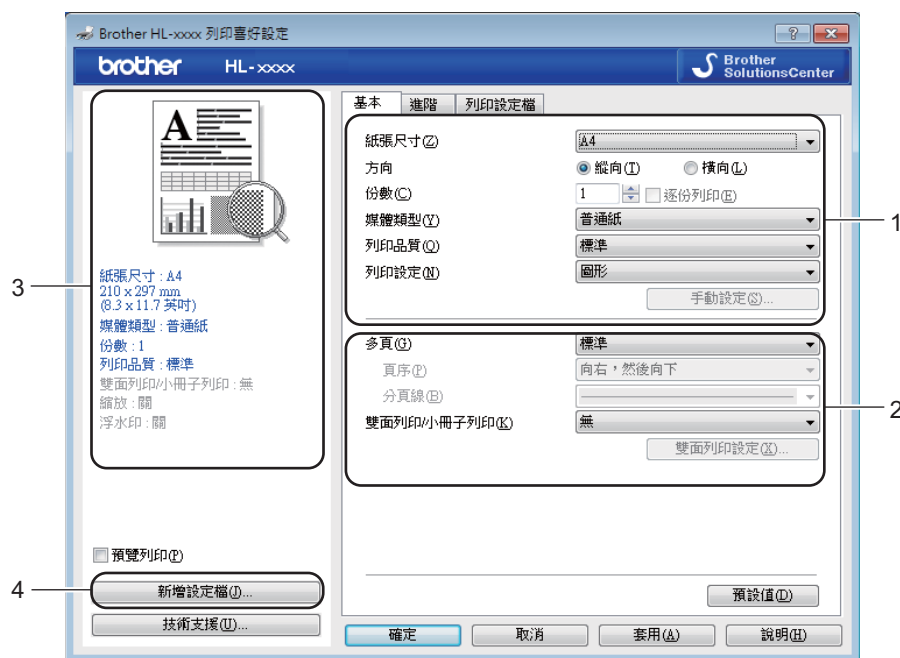 Brother HL-xxxx 列印喜好設定
brother HL-xxxx
Brother
SolutionsCenter
基本 進階 列印設定檔
紙張尺寸(Z) A4
方向 縱向(T) 橫向(L)
份數(C) 1 逐份列印(E)
媒體類型(Y) 普通紙
列印品質(Q) 標準
列印設定(N) 圖形
手動設定(S)...
1
多頁(G) 標準
頁序(P) 向右，然後向下
分頁線(B)
雙面列印/小冊子列印(K) 無
雙面列印設定(X)...
2
A
3
紙張尺寸 : A4
210 x 297 mm
(8.3 x 11.7 英吋)
媒體類型 : 普通紙
份數 : 1
列印品質 : 標準
雙面列印/小冊子列印 : 無
縮放 : 關
浮水印 : 關
預覽列印(P)
4
新增設定檔(J)...
技術支援(U)...
預設值(D)
確定 取消 套用(A) 說明(H)